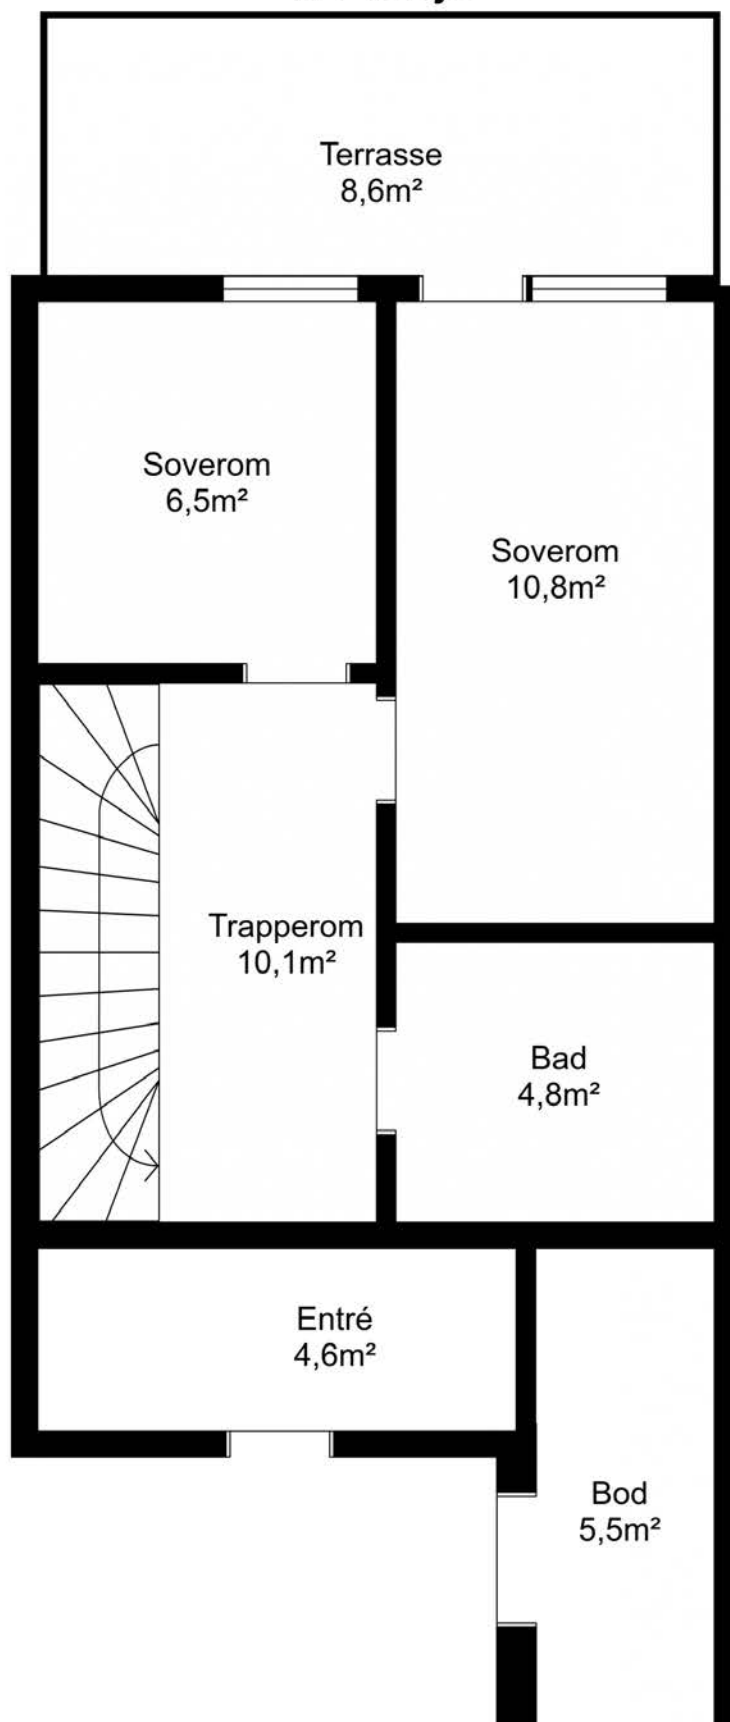 Terrasse
8,6m²
Soverom
6,5m²
Soverom
10,8m²
Trapperom
10,1m²
Bad
4,8m²
Entré
4,6m²
Bod
5,5m²